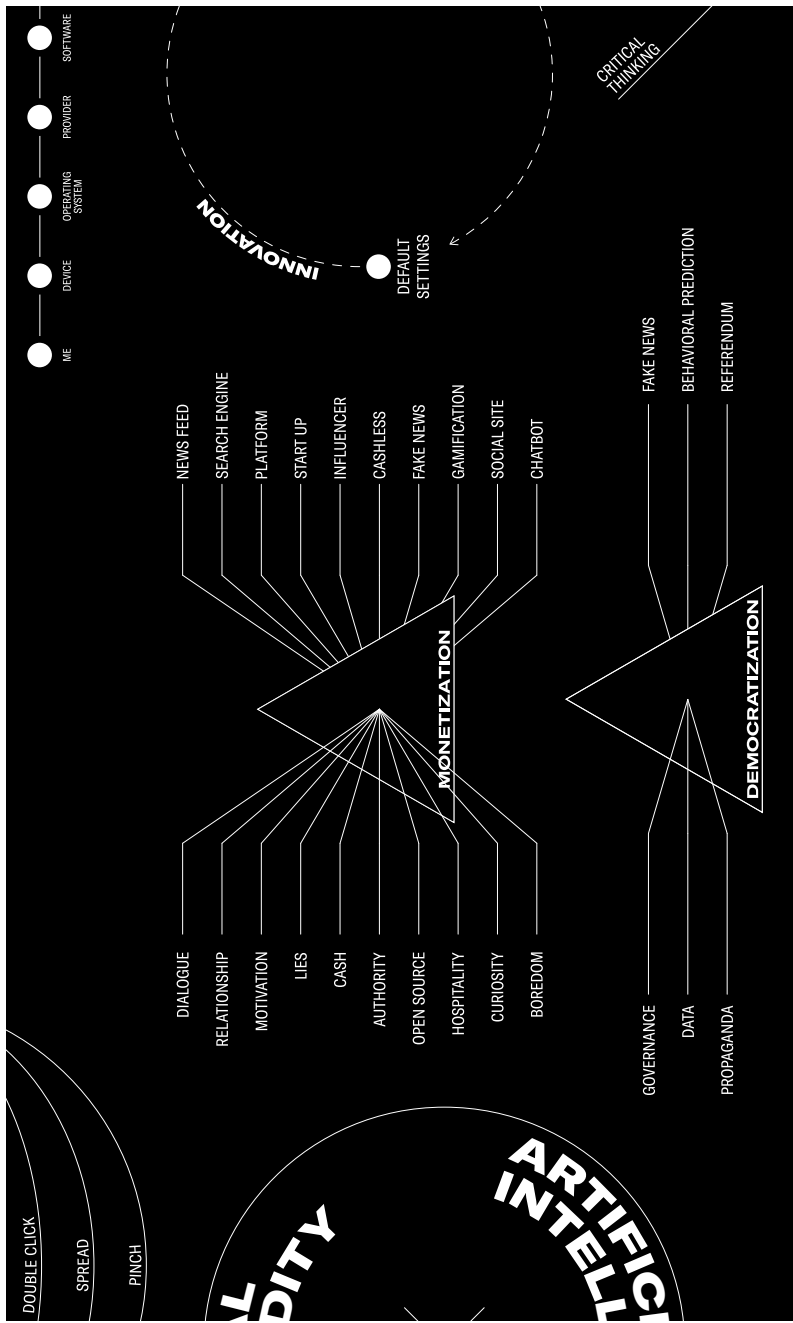 SOFTWARE
PROVIDER
OPERATING
SYSTEM
DEVICE
ME
INNOVATION
DEFAULT
SETTINGS
CRITICAL
THINKING
NEWS FEED
SEARCH ENGINE
PLATFORM
START UP
INFLUENCER
CASHLESS
FAKE NEWS
GAMIFICATION
SOCIAL SITE
CHATBOT
MONETIZATION
DIALOGUE
RELATIONSHIP
MOTIVATION
LIES
CASH
AUTHORITY
OPEN SOURCE
HOSPITALITY
CURIOSITY
BOREDOM
FAKE NEWS
BEHAVIORAL PREDICTION
REFERENDUM
DEMOCRATIZATION
GOVERNANCE
DATA
PROPAGANDA
DOUBLE CLICK
SPREAD
PINCH
ARTIFIC
INTELL